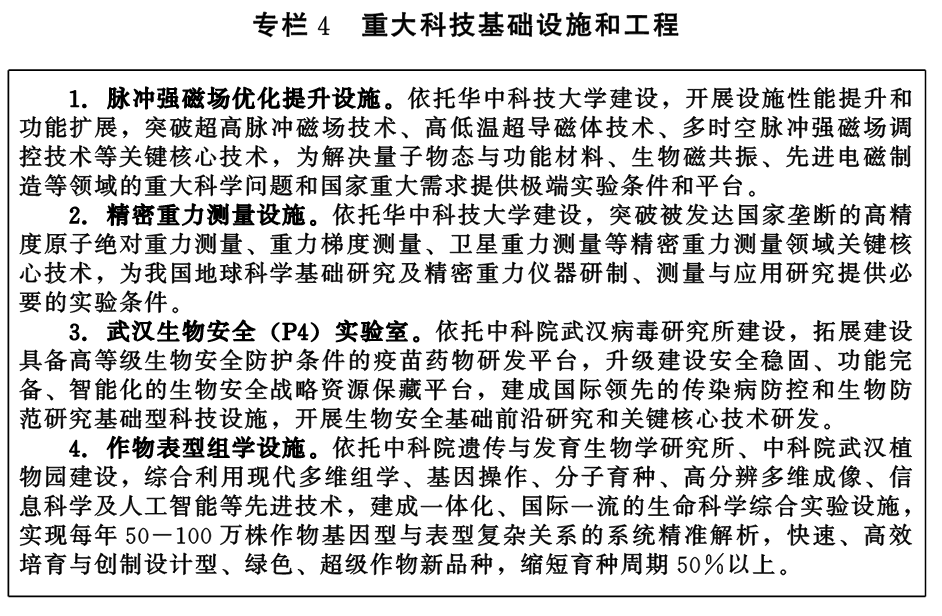 专栏 4　重大科技基础设施和工程
1. 脉冲强磁场优化提升设施。依托华中科技大学建设，开展设施性能提升和
功能扩展，突破超高脉冲磁场技术、高低温超导磁体技术、多时空脉冲强磁场调
控技术等关键核心技术，为解决量子物态与功能材料、生物磁共振、先进电磁制
造等领域的重大科学问题和国家重大需求提供极端实验条件和平台。
2. 精密重力测量设施。依托华中科技大学建设，突破被发达国家垄断的高精
度原子绝对重力测量、重力梯度测量、卫星重力测量等精密重力测量领域关键核
心技术，为我国地球科学基础研究及精密重力仪器研制、测量与应用研究提供必
要的实验条件。
3. 武汉生物安全（P4）实验室。依托中科院武汉病毒研究所建设，拓展建设
具备高等级生物安全防护条件的疫苗药物研发平台，升级建设安全稳固、功能完
备、智能化的生物安全战略资源保藏平台，建成国际领先的传染病防控和生物防
范研究基础型科技设施，开展生物安全基础前沿研究和关键核心技术研发。
4. 作物表型组学设施。依托中科院遗传与发育生物学研究所、中科院武汉植
物园建设，综合利用现代多维组学、基因操作、分子育种、高分辨多维成像、信
息科学及人工智能等先进技术，建成一体化、国际一流的生命科学综合实验设施，
实现每年 50－100 万株作物基因型与表型复杂关系的系统精准解析，快速、高效
培育与创制设计型、绿色、超级作物新品种，缩短育种周期 50%以上。